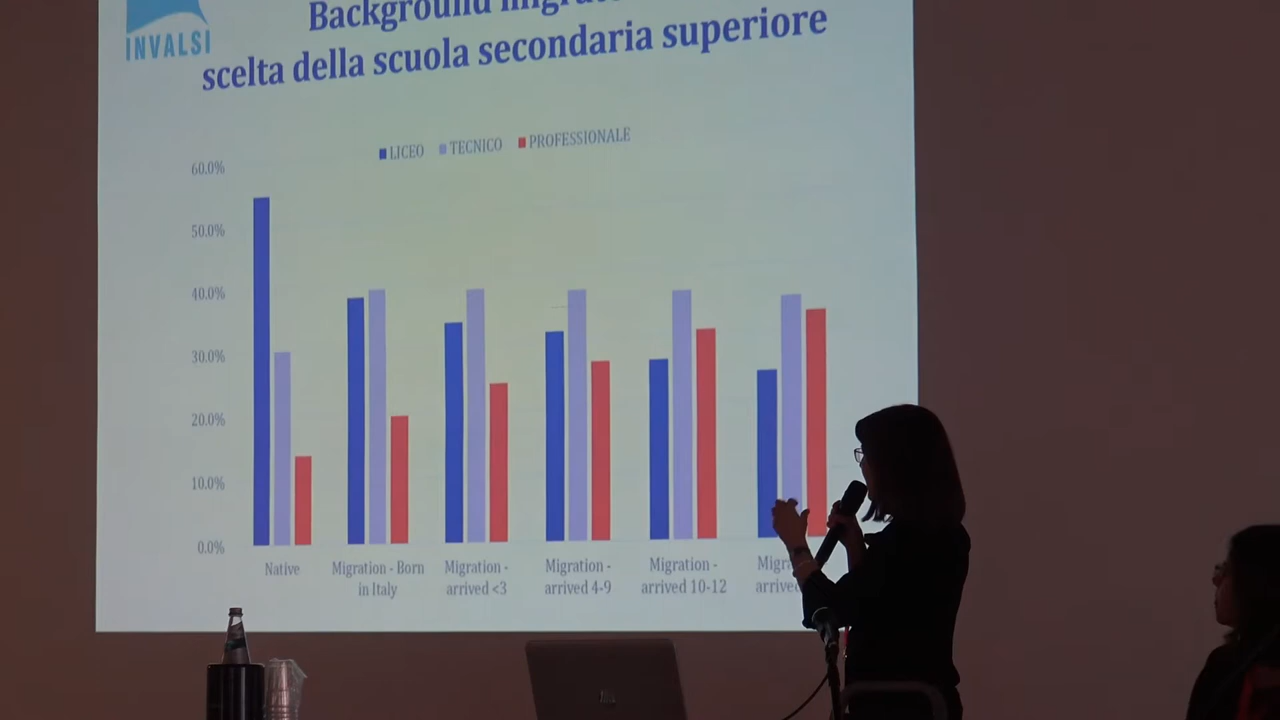 INVALSI
Background
scelta della scuola secondaria superiore
LICEO TECNICO PROFESSIONALE
60.0%
50.0%
40.0%
30.0%
20.0%
10.0%
0.0%
Native
Migration - Born
in Italy
Migration -
arrived <3
Migration -
arrived 4-9
Migration -
arrived 10-12
arrived